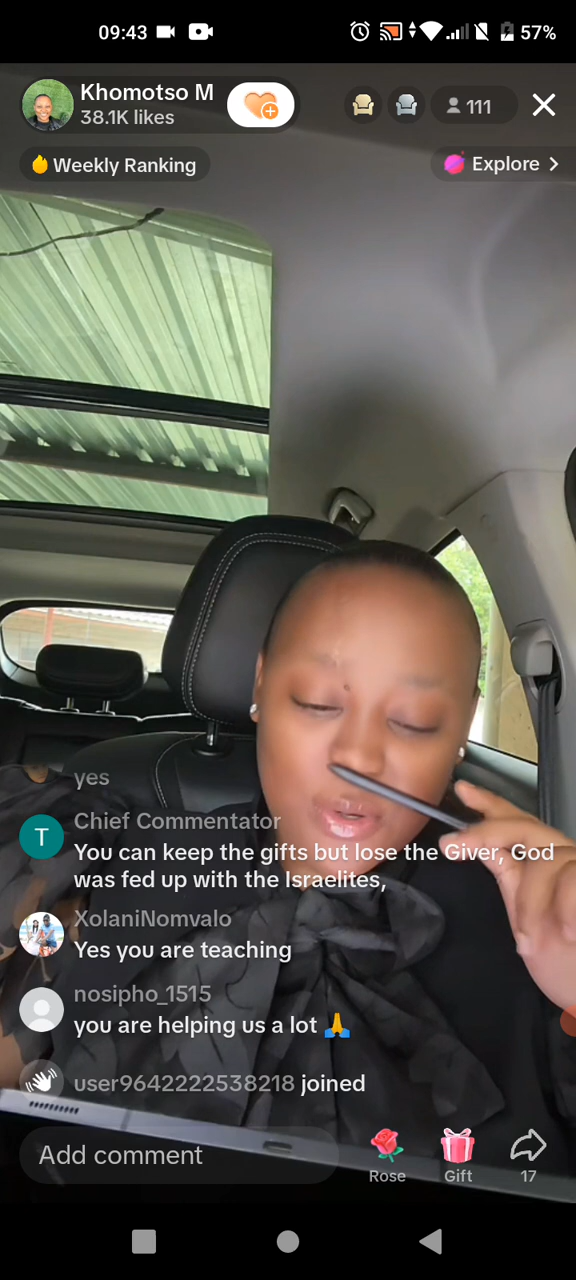 09:43
57%
Khomotso M
38.1K likes
111
Weekly Ranking
Explore
yes
T
Chief Commentator
You can keep the gifts but lose the Giver, God
was fed up with the Israelites,
XolaniNomvalo
Yes you are teaching
nosipho_1515
you are helping us a lot 🙏
user9642222538218 joined
Add comment
Rose
Gift
17